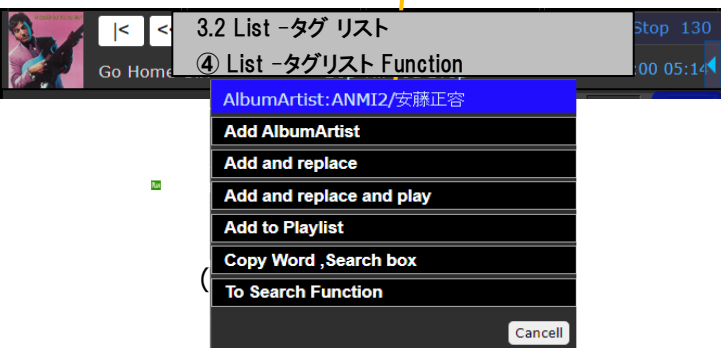 |<
<
3.2 List -タグ リスト
④ List -タグリスト Function
Stop 130
Go Home
:00 05:14
AlbumArtist:ANMI2/安藤正容
Add AlbumArtist
Add and replace
Add and replace and play
Add to Playlist
Copy Word ,Search box
To Search Function
(
Cancell